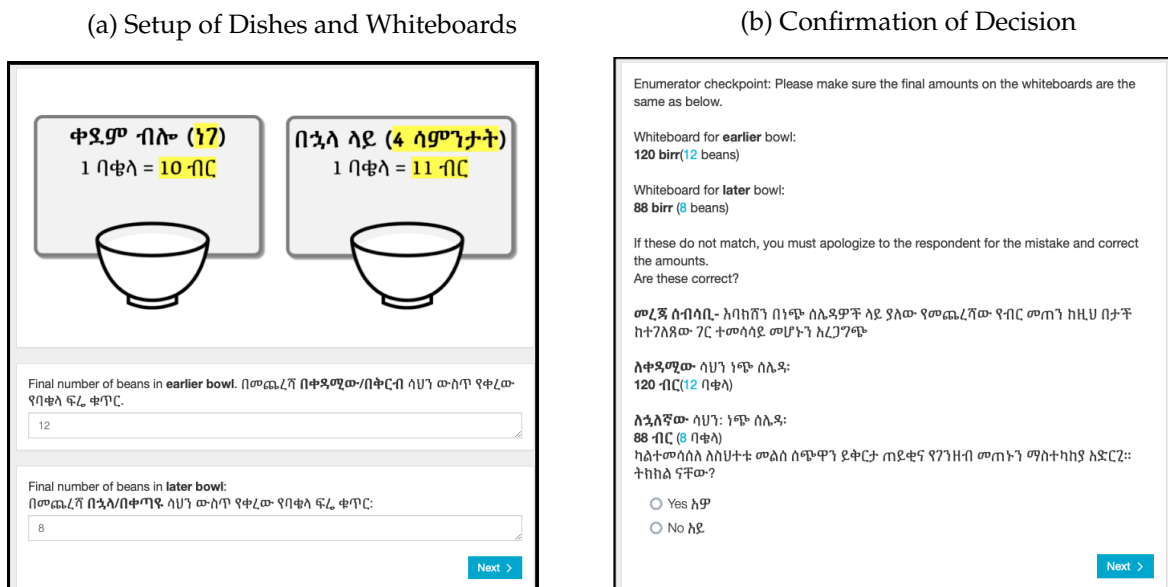 (a) Setup of Dishes and Whiteboards
ቀደም ብሎ (ነገ)
1 ባቄላ = 10 ብር
በኋላ ላይ (4 ሳምንታት)
1 ባቄላ = 11 ብር
Final number of beans in earlier bowl. በመጨረሻ በቀዳሚው/በቅርብ ሳህን ውስጥ የቀረው
የባቄላ ፍሬ ቁጥር.
12
Final number of beans in later bowl:
በመጨረሻ በኋላ/በቀጣዩ ሳህን ውስጥ የቀረው የባቄላ ፍሬ ቁጥር:
8
Next >
(b) Confirmation of Decision
Enumerator checkpoint: Please make sure the final amounts on the whiteboards are the
same as below.
Whiteboard for earlier bowl:
120 birr(12 beans)
Whiteboard for later bowl:
88 birr (8 beans)
If these do not match, you must apologize to the respondent for the mistake and correct
the amounts.
Are these correct?
መረጃ ሰብሳቢ- እባክሽን በነጭ ሰሌዳዎች ላይ ያለው የመጨረሻው የብር መጠን ከዚህ በታች
ከተገለጸው ጋር ተመሳሳይ መሆኑን አረጋግጭ
ለቀዳሚው ሳህን ነጭ ሰሌዳ:
120 ብር(12 ባቄላ)
ለኋለኛው ሳህን: ነጭ ሰሌዳ:
88 ብር (8 ባቄላ)
ካልተመሳሰለ ለስህተቱ መልስ ሰጭዋን ይቅርታ ጠይቂና የገንዘብ መጠኑን ማስተካከያ አድርጊ።
ትክክል ናቸው?
Yes አዎ
No አይ
Next >